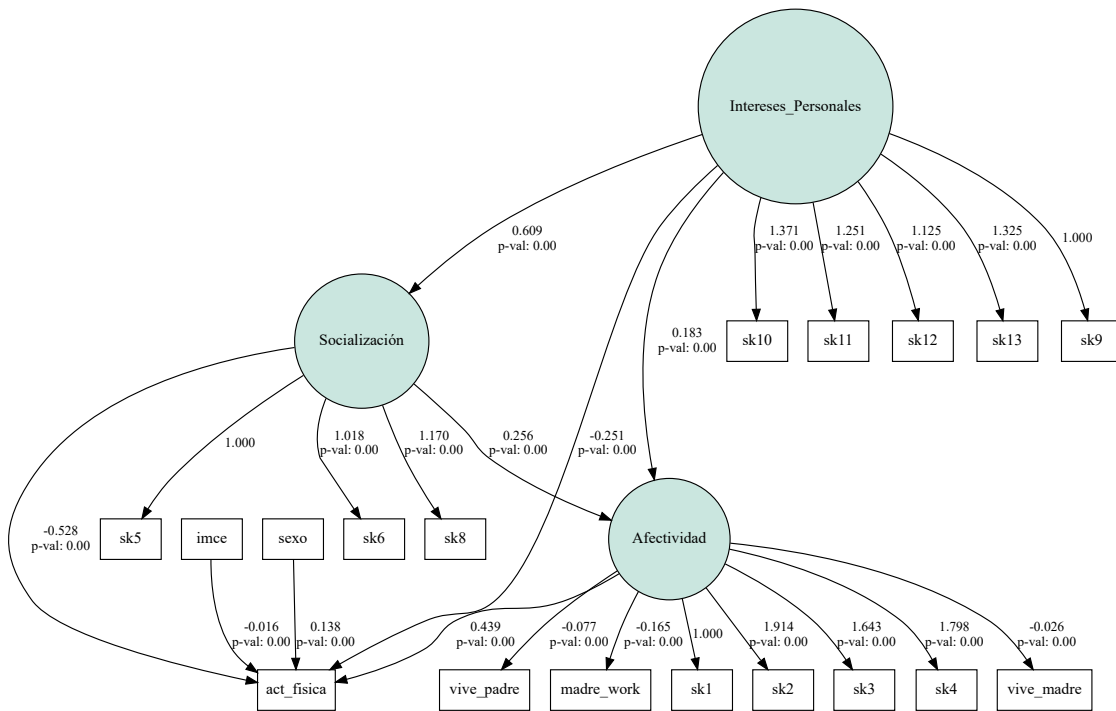 Intereses_Personales
0.609
p-val: 0.00
1.371
p-val: 0.00
1.251
p-val: 0.00
1.125
p-val: 0.00
1.325
p-val: 0.00
1.000
sk10
sk11
sk12
sk13
sk9
Socialización
0.183
p-val: 0.00
1.000
1.018
p-val: 0.00
1.170
p-val: 0.00
0.256
p-val: 0.00
-0.251
p-val: 0.00
-0.528
p-val: 0.00
sk5
imce
sexo
sk6
sk8
Afectividad
-0.016
p-val: 0.00
0.138
p-val: 0.00
0.439
p-val: 0.00
-0.077
p-val: 0.00
-0.165
p-val: 0.00
1.000
1.914
p-val: 0.00
1.643
p-val: 0.00
1.798
p-val: 0.00
-0.026
p-val: 0.00
act_fisica
vive_padre
madre_work
sk1
sk2
sk3
sk4
vive_madre